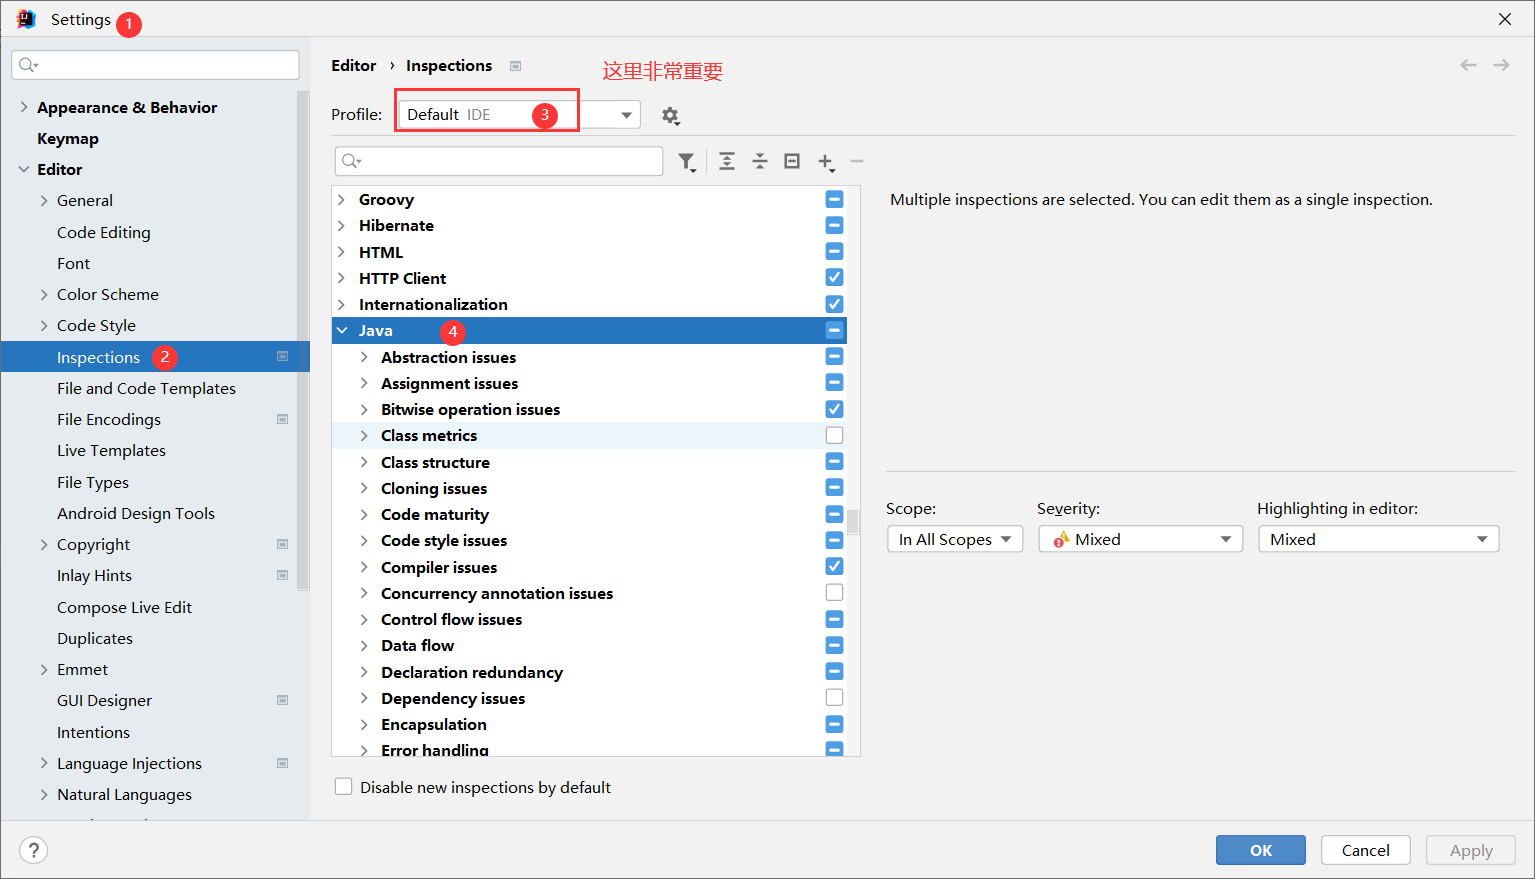 Settings 1
Appearance & Behavior
Keymap
Editor
General
Code Editing
Font
Color Scheme
Code Style
Inspections 2
File and Code Templates
File Encodings
Live Templates
File Types
Android Design Tools
Copyright
Inlay Hints
Compose Live Edit
Duplicates
Emmet
GUI Designer
Intentions
Language Injections
Natural Languages
Editor › Inspections
这里非常重要
Profile: Default IDE 3
Groovy
Hibernate
HTML
HTTP Client
Internationalization
Java 4
Abstraction issues
Assignment issues
Bitwise operation issues
Class metrics
Class structure
Cloning issues
Code maturity
Code style issues
Compiler issues
Concurrency annotation issues
Control flow issues
Data flow
Declaration redundancy
Dependency issues
Encapsulation
Error handling
Disable new inspections by default
Multiple inspections are selected. You can edit them as a single inspection.
Scope: Severity: Highlighting in editor:
In All Scopes Mixed Mixed
? OK Cancel Apply